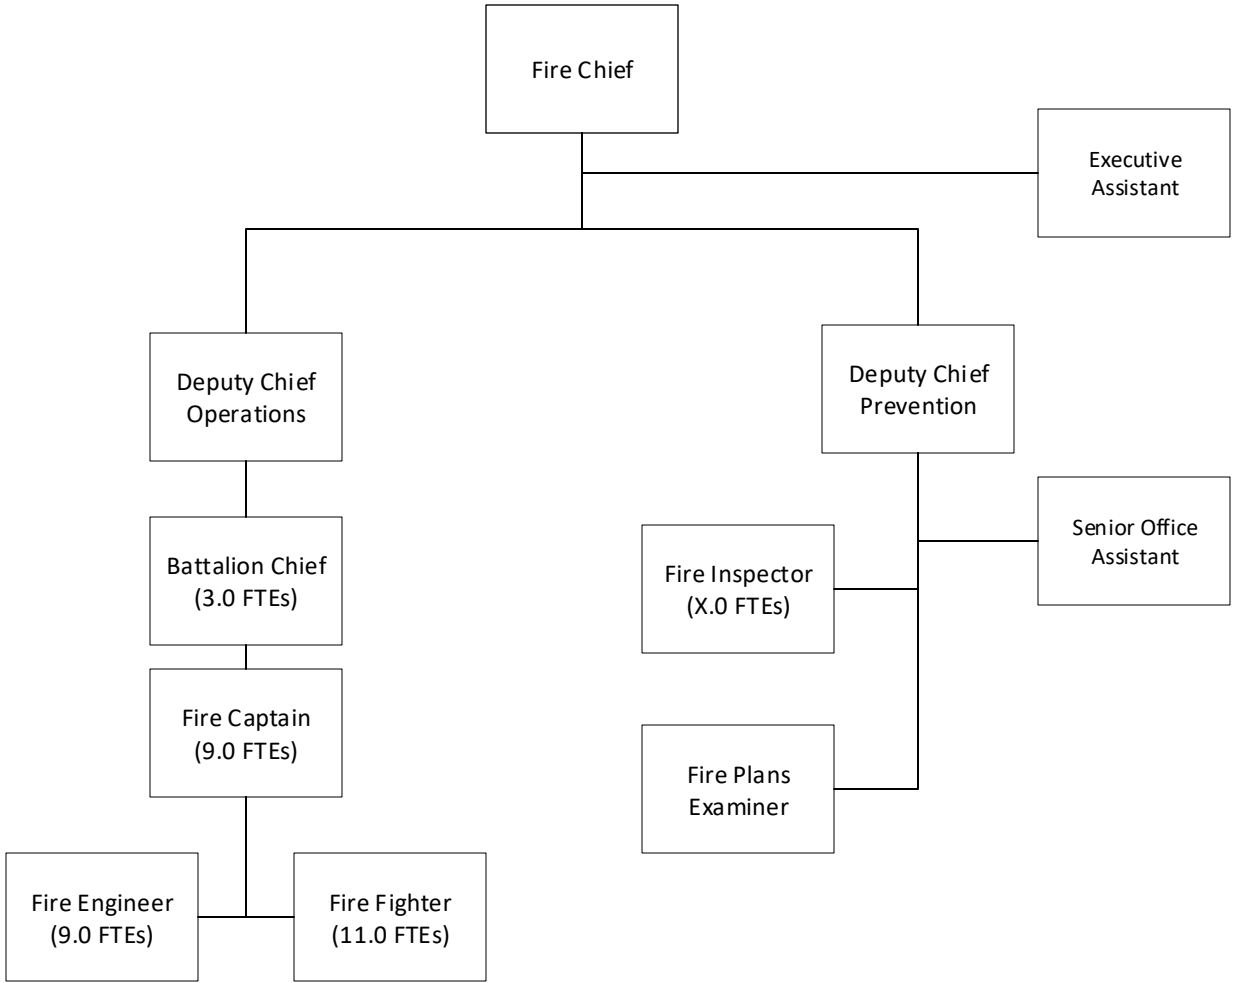 Fire Chief
Executive
Assistant
Deputy Chief
Operations
Deputy Chief
Prevention
Battalion Chief
(3.0 FTEs)
Fire Inspector
(X.0 FTEs)
Senior Office
Assistant
Fire Captain
(9.0 FTEs)
Fire Plans
Examiner
Fire Engineer
(9.0 FTEs)
Fire Fighter
(11.0 FTEs)